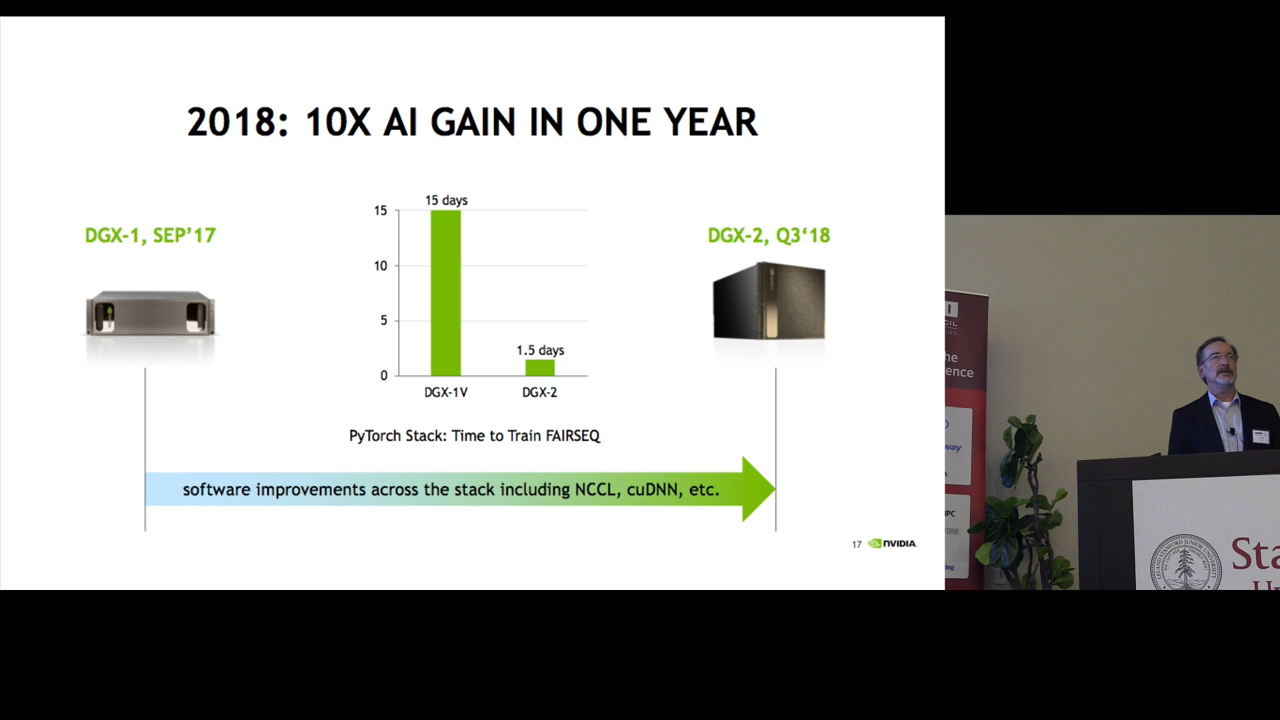 2018: 10X AI GAIN IN ONE YEAR
DGX-1, SEP’17
15 days
15
10
5
0
1.5 days
DGX-1V
DGX-2
PyTorch Stack: Time to Train FAIRSEQ
DGX-2, Q3‘18
software improvements across the stack including NCCL, cuDNN, etc.
17
NVIDIA.